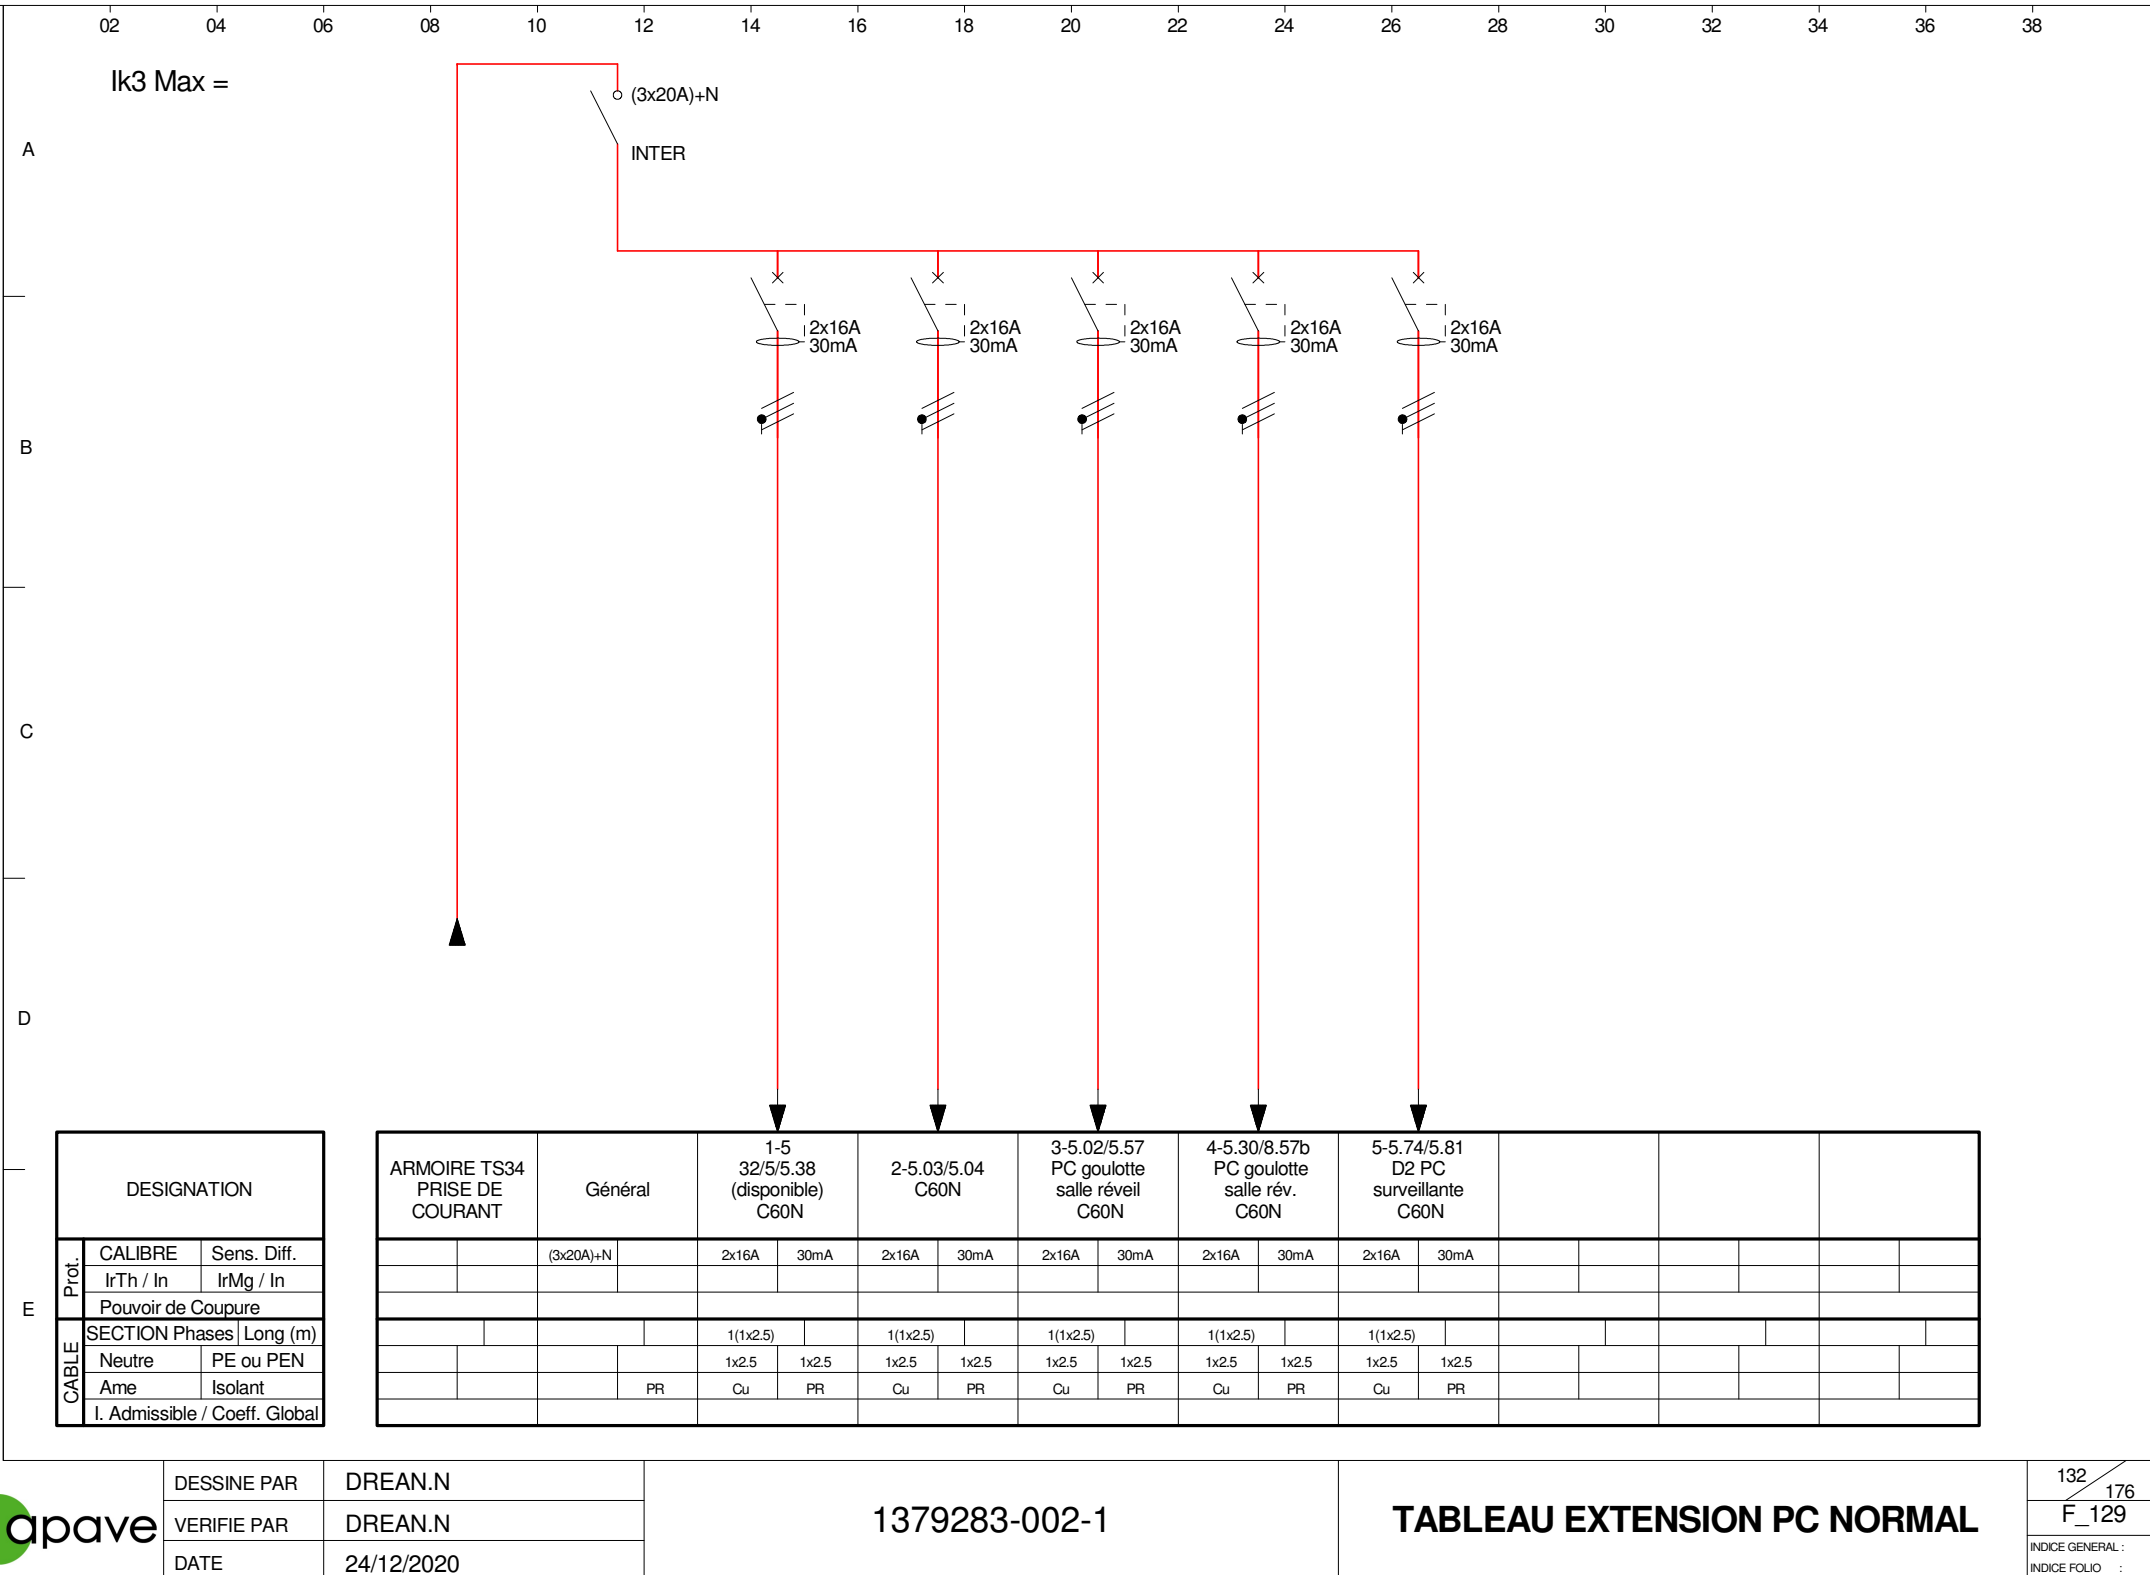 02 04 06 08 10 12 14 16 18 20 22 24 26 28 30 32 34 36 38
Ik3 Max =
(3x20A)+N
INTER
A
B
C
D
E
2x16A 2x16A 2x16A 2x16A 2x16A
30mA 30mA 30mA 30mA 30mA
DESIGNATION
Prot.
CALIBRE Sens. Diff.
IrTh / In IrMg / In
Pouvoir de Coupure
CABLE
SECTION Phases Long (m)
Neutre PE ou PEN
Ame Isolant
I. Admissible / Coeff. Global
ARMOIRE TS34
PRISE DE
COURANT
Général
1-5
32/5/5.38
(disponible)
C60N
2-5.03/5.04
C60N
3-5.02/5.57
PC goulotte
salle réveil
C60N
4-5.30/8.57b
PC goulotte
salle rév.
C60N
5-5.74/5.81
D2 PC
surveillante
C60N
(3x20A)+N 2x16A 30mA 2x16A 30mA 2x16A 30mA 2x16A 30mA 2x16A 30mA
1(1x2.5) 1(1x2.5) 1(1x2.5) 1(1x2.5) 1(1x2.5)
1x2.5 1x2.5 1x2.5 1x2.5 1x2.5 1x2.5 1x2.5 1x2.5 1x2.5 1x2.5
PR Cu PR Cu PR Cu PR Cu PR Cu PR
apave
DESSINE PAR DREAN.N
VERIFIE PAR DREAN.N
DATE 24/12/2020
1379283-002-1
TABLEAU EXTENSION PC NORMAL
132
176
F_129
INDICE GENERAL :
INDICE FOLIO :